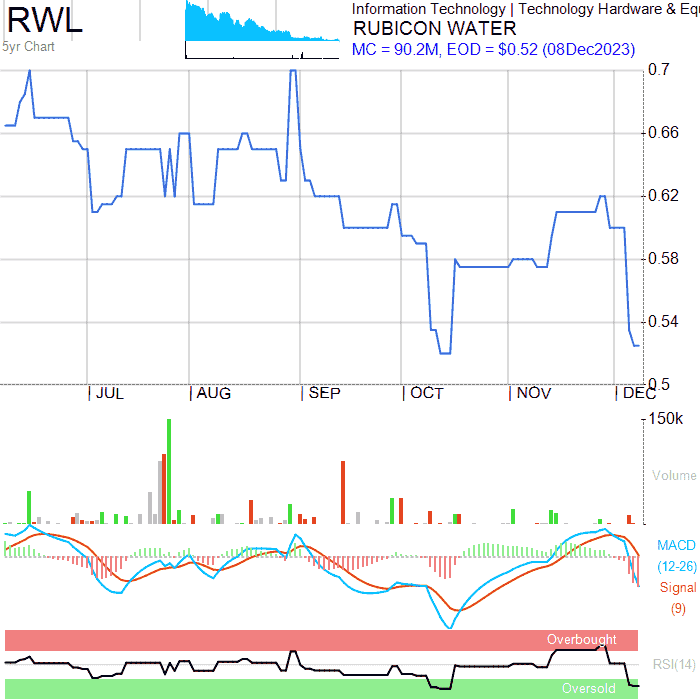 RWL
5yr Chart
Information Technology | Technology Hardware & Equ
RUBICON WATER
MC = 90.2M, EOD = $0.52 (08Dec2023)
0.7
0.66
0.62
0.58
0.54
0.5
JUL AUG SEP OCT NOV DEC
150k
Volume
MACD
(12-26)
Signal
(9)
Overbought
RSI(14)
Oversold